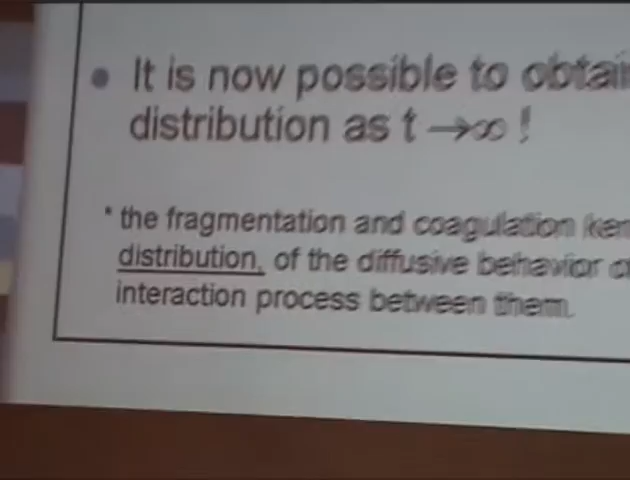 • It is now possible to obtain
distribution as t →∞ !
* the fragmentation and coagulation
distribution, of the diffusive behavior
interaction process between them.